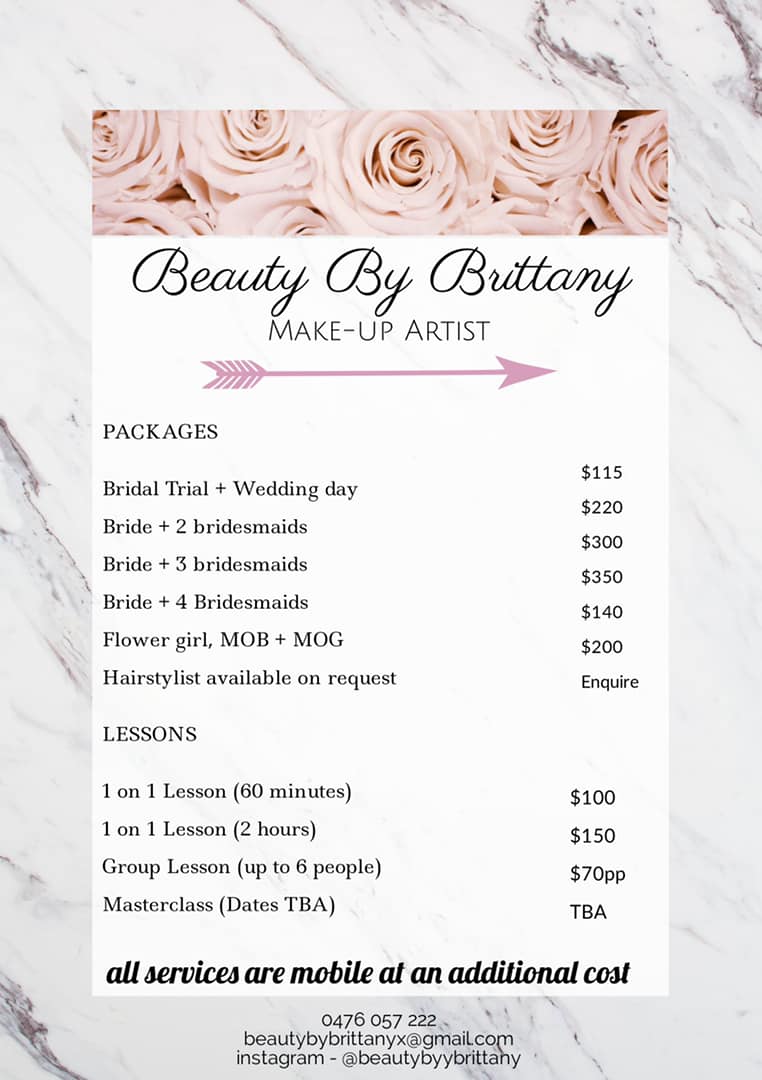 Beauty By Brittany
MAKE-UP ARTIST
PACKAGES
Bridal Trial + Wedding day
Bride + 2 bridesmaids
Bride + 3 bridesmaids
Bride + 4 Bridesmaids
Flower girl, MOB + MOG
Hairstylist available on request
$115
$220
$300
$350
$140
$200
Enquire
LESSONS
1 on 1 Lesson (60 minutes)
1 on 1 Lesson (2 hours)
Group Lesson (up to 6 people)
Masterclass (Dates TBA)
$100
$150
$70pp
TBA
all services are mobile at an additional cost
0476 057 222
beautybybrittanyx@gmail.com
instagram - @beautybyybrittany